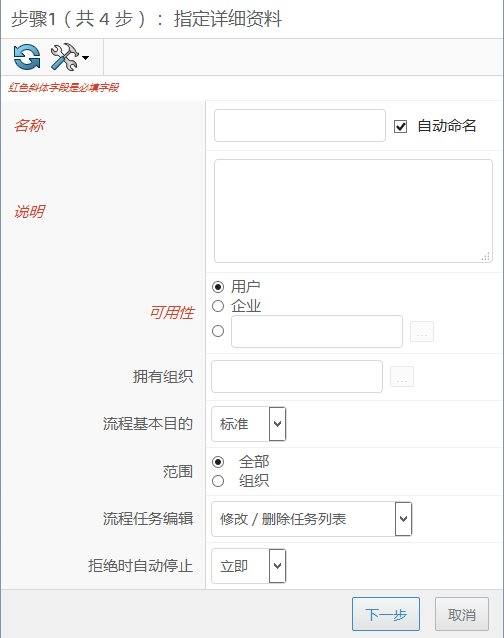 步骤1（共 4 步）：指定详细资料
红色斜体字段是必填字段
名称
自动命名
说明
可用性
用户
企业
...
拥有组织
...
流程基本目的
标准
范围
全部
组织
流程任务编辑
修改 / 删除任务列表
拒绝时自动停止
立即
下一步
取消